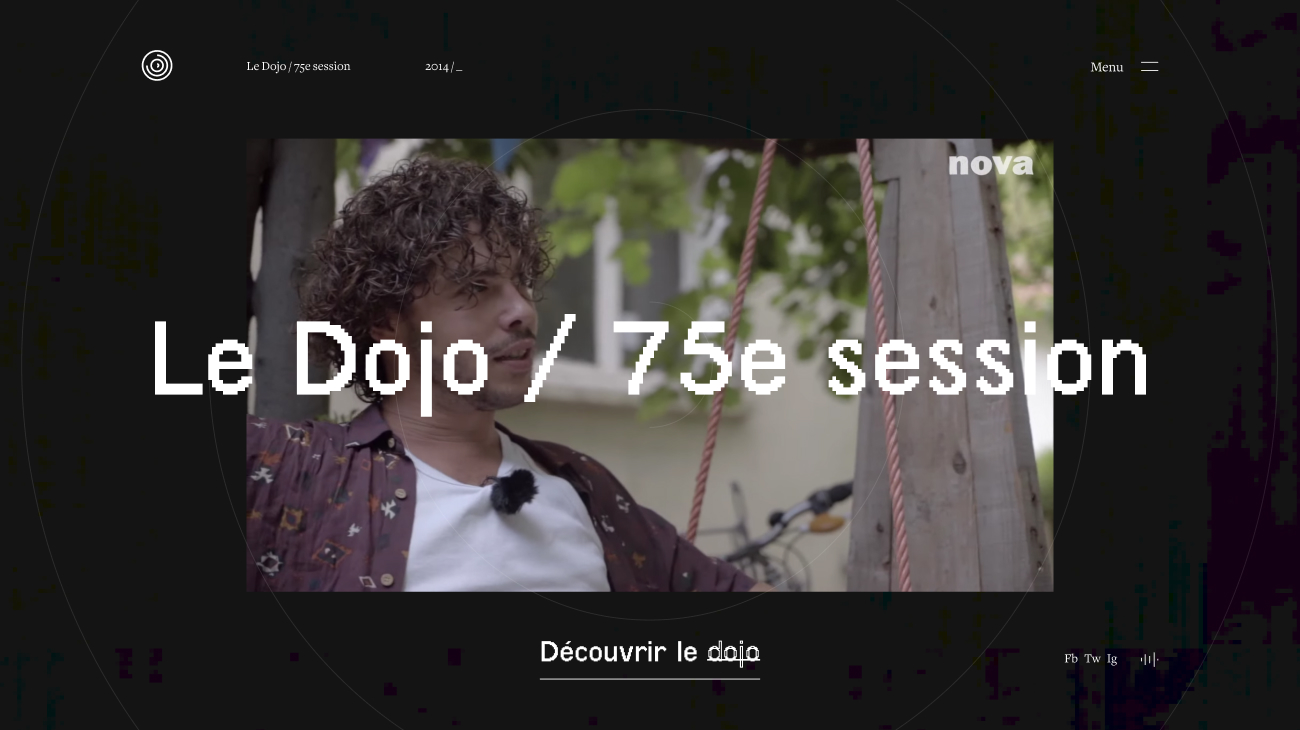 Le Dojo / 75e session
2014 / _
Menu
nova
Le Dojo / 75e session
Découvrir le dojo
Fb Tw Ig